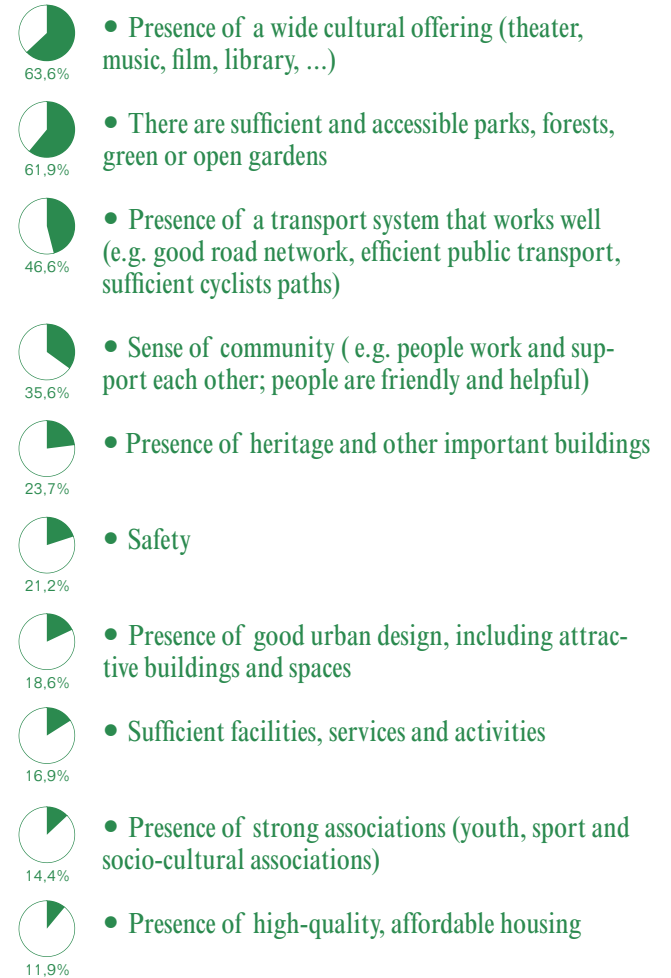 • Presence of a wide cultural offering (theater,
music, film, library, ...)
63,6%
• There are sufficient and accessible parks, forests,
green or open gardens
61,9%
• Presence of a transport system that works well
(e.g. good road network, efficient public transport,
sufficient cyclists paths)
46,6%
• Sense of community ( e.g. people work and sup-
port each other; people are friendly and helpful)
35,6%
• Presence of heritage and other important buildings
23,7%
• Safety
21,2%
• Presence of good urban design, including attrac-
tive buildings and spaces
18,6%
• Sufficient facilities, services and activities
16,9%
• Presence of strong associations (youth, sport and
socio-cultural associations)
14,4%
• Presence of high-quality, affordable housing
11,9%